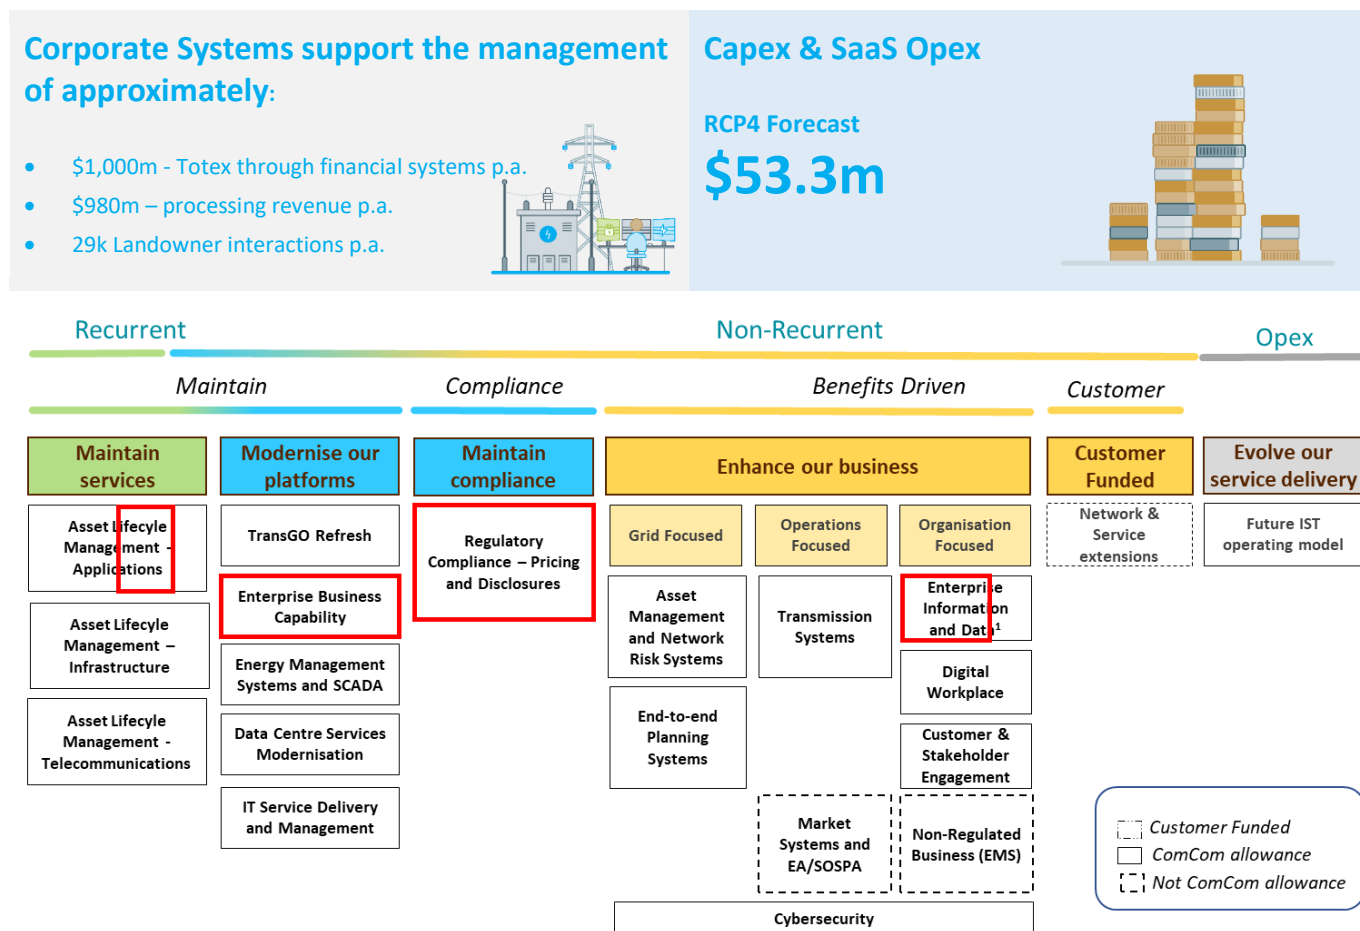 Corporate Systems support the management
of approximately:
• $1,000m - Totex through financial systems p.a.
• $980m – processing revenue p.a.
• 29k Landowner interactions p.a.
Capex & SaaS Opex
RCP4 Forecast
$53.3m
Recurrent
Non-Recurrent
Opex
Maintain
Compliance
Benefits Driven
Customer
Maintain
services
Modernise our
platforms
Maintain
compliance
Enhance our business
Customer
Funded
Evolve our
service delivery
Asset Lifecyle
Management -
Applications
Asset Lifecyle
Management –
Infrastructure
Asset Lifecyle
Management -
Telecommunications
TransGO Refresh
Enterprise Business
Capability
Energy Management
Systems and SCADA
Data Centre Services
Modernisation
IT Service Delivery
and Management
Regulatory
Compliance – Pricing
and Disclosures
Grid Focused
Asset
Management
and Network
Risk Systems
End-to-end
Planning
Systems
Operations
Focused
Transmission
Systems
Market
Systems and
EA/SOSPA
Organisation
Focused
Enterprise
Information
and Data¹
Digital
Workplace
Customer &
Stakeholder
Engagement
Non-Regulated
Business (EMS)
Cybersecurity
Network &
Service
extensions
Future IST
operating model
Customer Funded
ComCom allowance
Not ComCom allowance